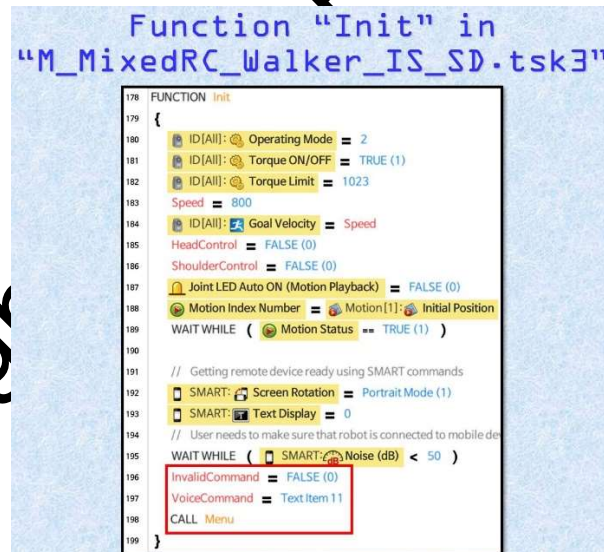 Function "Init" in
"M_MixedRC_Walker_IS_SD.tsk3"
178 FUNCTION Init
179 {
180 ID[All]: Operating Mode = 2
181 ID[All]: Torque ON/OFF = TRUE (1)
182 ID[All]: Torque Limit = 1023
183 Speed = 800
184 ID[All]: Goal Velocity = Speed
185 HeadControl = FALSE (0)
186 ShoulderControl = FALSE (0)
187 Joint LED Auto ON (Motion Playback) = FALSE (0)
188 Motion Index Number = Motion[1]: Initial Position
189 WAIT WHILE ( Motion Status == TRUE (1) )
190
191 // Getting remote device ready using SMART commands
192 SMART: Screen Rotation = Portrait Mode (1)
193 SMART: Text Display = 0
194 // User needs to make sure that robot is connected to mobile dev
195 WAIT WHILE ( SMART: Noise (dB) < 50 )
196 InvalidCommand = FALSE (0)
197 VoiceCommand = Text Item 11
198 CALL Menu
199 }